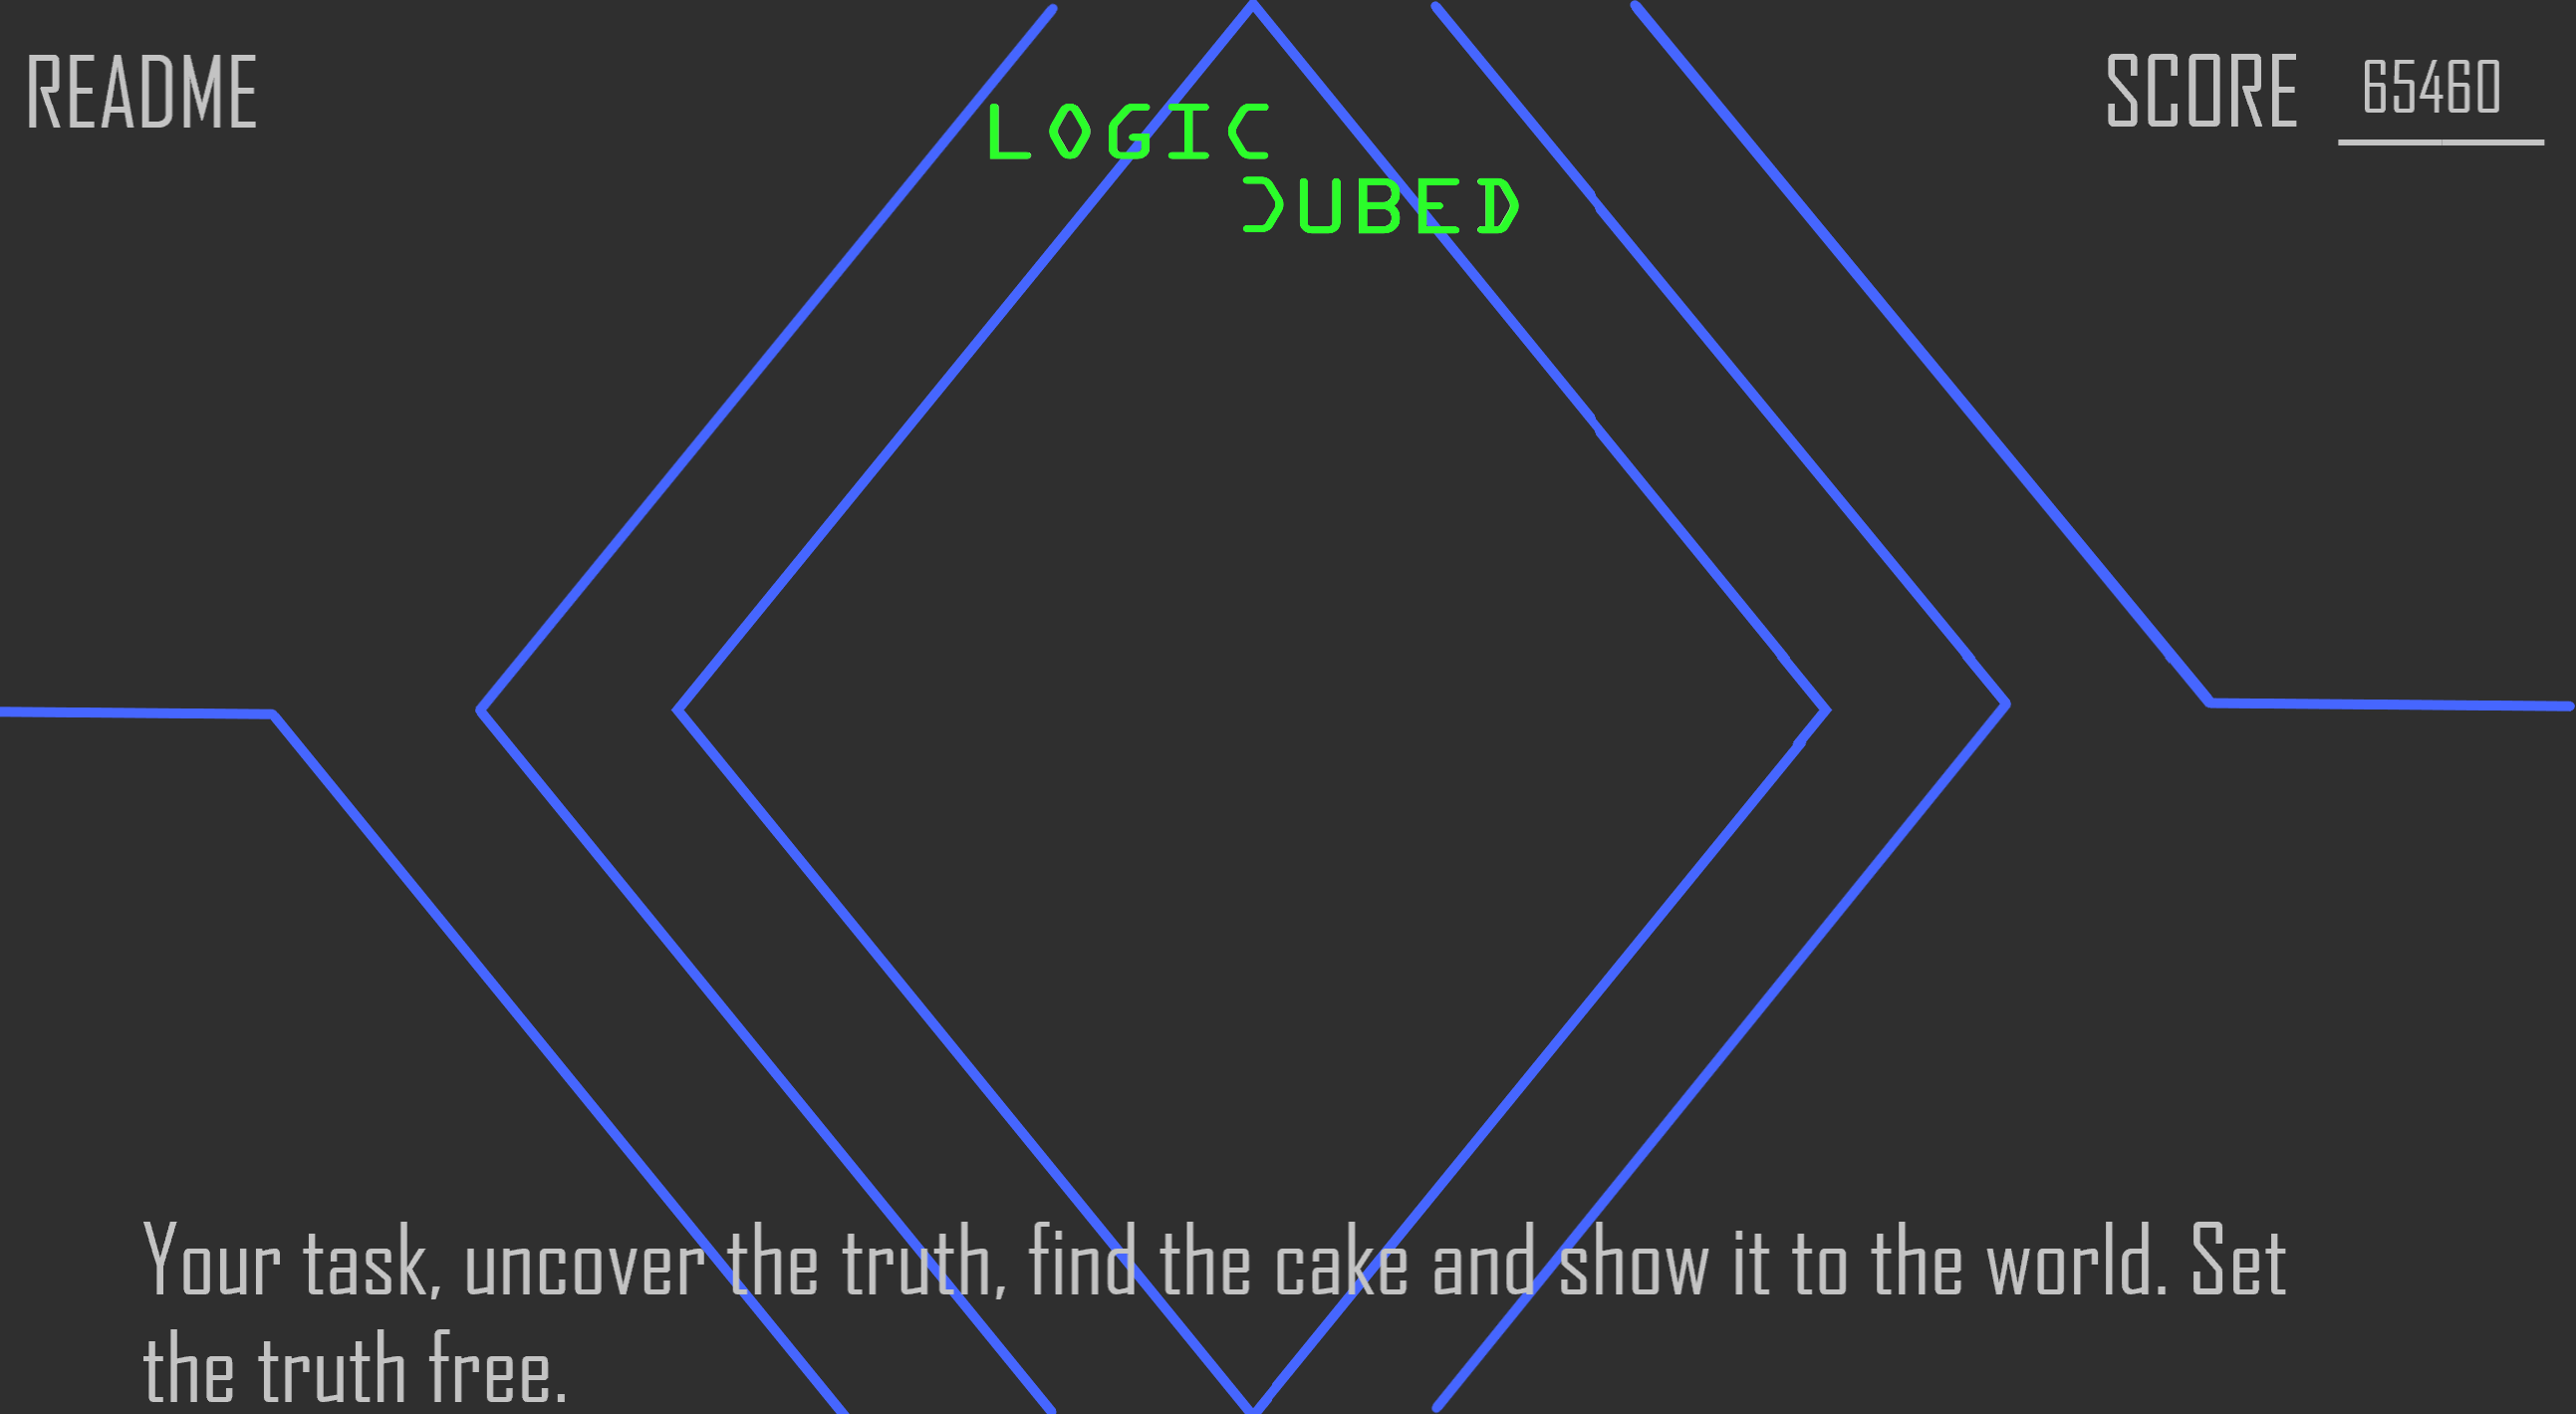 README
SCORE 65460
LOGIC
CUBED
Your task, uncover the truth, find the cake and show it to the world. Set
the truth free.